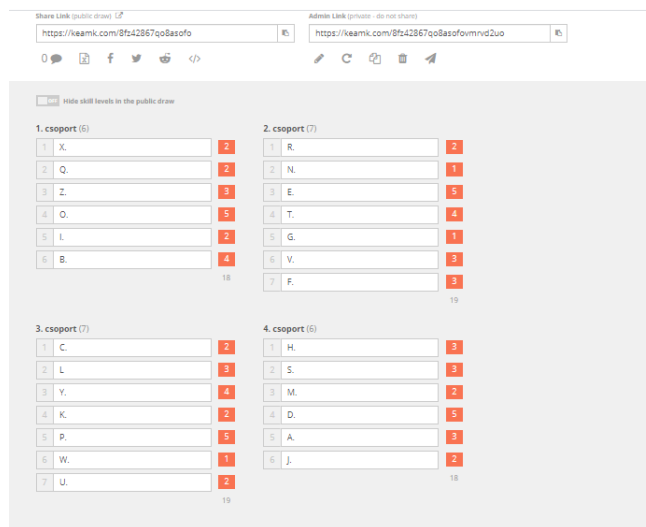 Share Link (public draw)
Admin Link (private - do not share)
https://keamk.com/8fz42867qo8asofo
https://keamk.com/8fz42867qo8asofovmrvd2uo
0
Hide skill levels in the public draw
1. csoport (6)
1 X. 2
2 Q. 2
3 Z. 3
4 O. 5
5 I. 2
6 B. 4
18
2. csoport (7)
1 R. 2
2 N. 1
3 E. 5
4 T. 4
5 G. 1
6 V. 3
7 F. 3
19
3. csoport (7)
1 C. 2
2 L 3
3 Y. 4
4 K. 2
5 P. 5
6 W. 1
7 U. 2
19
4. csoport (6)
1 H. 3
2 S. 3
3 M. 2
4 D. 5
5 A. 3
6 J. 2
18